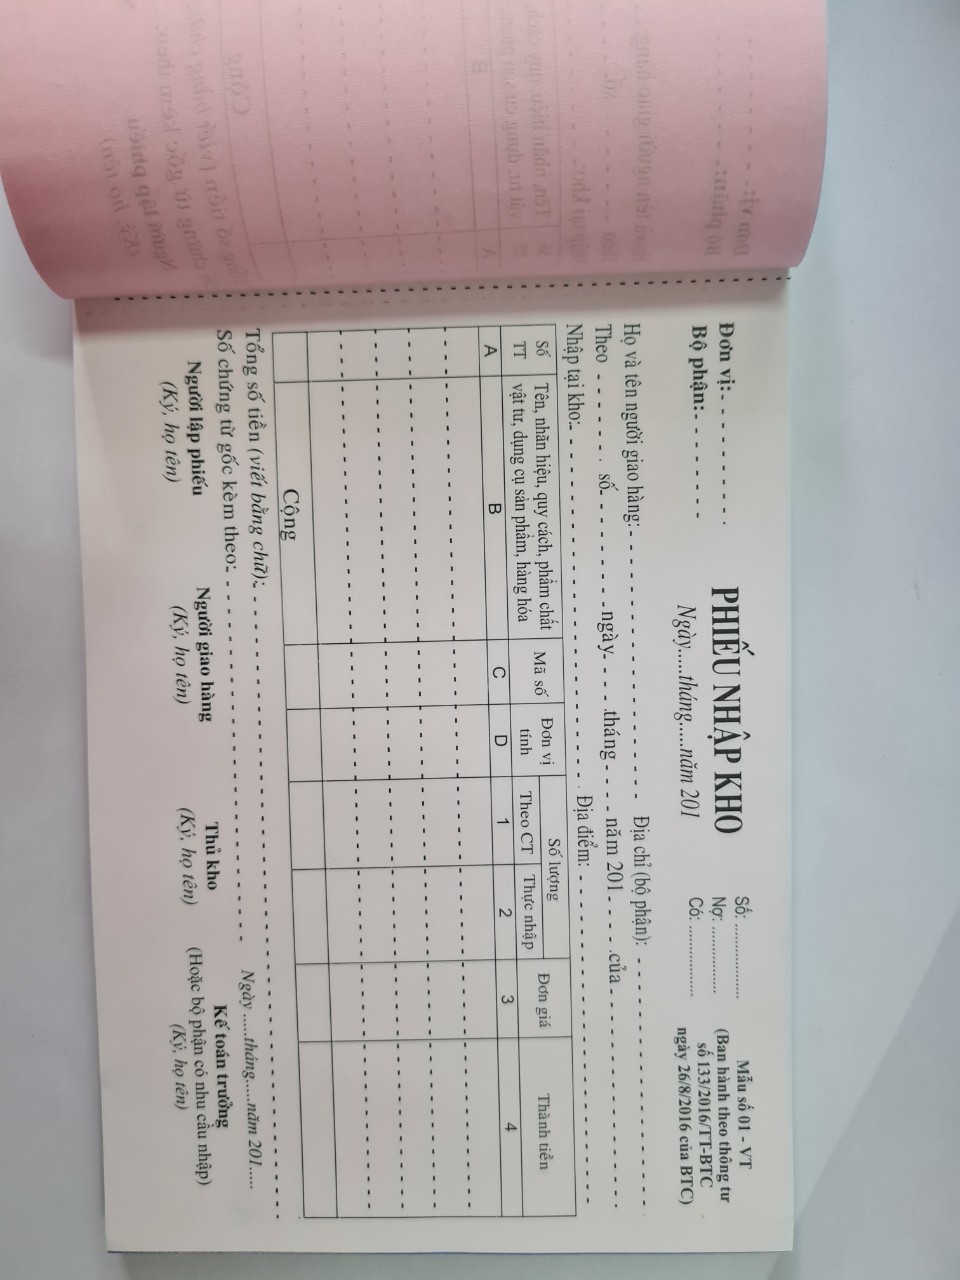 Đơn vị:- - - - - - - - .
Bộ phận:- - - - - - -
PHIẾU NHẬP KHO
Ngày.....tháng.....năm 201
Số: ..................
Nợ: .................
Có: .................
Mẫu số 01 - VT
(Ban hành theo thông tư
số 133/2016/TT-BTC
ngày 26/8/2016 của BTC)
Họ và tên người giao hàng:- - - - - - - - - - - - - - - - - Địa chỉ (bộ phận): - - - - - - - - - - - - - - - - -
Theo - - - - - . số- - - - - - - -ngày- - - - .tháng - - - - năm 201 - - - - .của- - - - - - - - - - - - - -
Nhập tại kho:- - - - - - - - - - - - - - - - - - - - - - - - . Địa điểm: - - - - - - - - - - - - - - - - - - - - -
Số TT Tên, nhãn hiệu, quy cách, phẩm chất vật tư, dụng cụ sản phẩm, hàng hóa Mã số Đơn vị tính Số lượng Đơn giá Thành tiền
Theo CT Thực nhập
A B C D 1 2 3 4
Cộng
Tổng số tiền (viết bằng chữ):- - - - - - - - - - - - - - - - - - - - - - - - - - - - - - - - - - - - - - -
Số chứng từ gốc kèm theo:- - - - - - - - - - - - - - - - - - - - - - - - -
Ngày ......tháng......năm 201......
Người lập phiếu Người giao hàng Thủ kho Kế toán trưởng
(Ký, họ tên) (Ký, họ tên) (Ký, họ tên) (Hoặc bộ phận có nhu cầu nhập)
(Ký, họ tên)